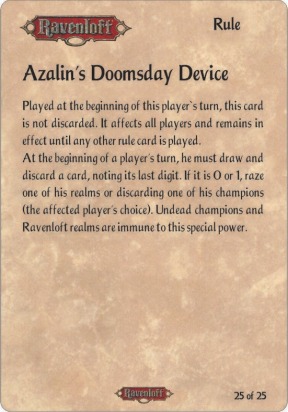 Ravenloft
Rule
Azalin's Doomsday Device
Played at the beginning of this player's turn, this card
is not discarded. It affects all players and remains in
effect until any other rule card is played.
At the beginning of a player's turn, he must draw and
discard a card, noting its last digit. If it is 0 or 1, raze
one of his realms or discarding one of his champions
(the affected player's choice). Undead champions and
Ravenloft realms are immune to this special power.
Ravenloft
25 of 25